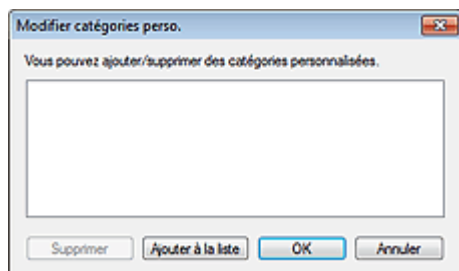 Modifier catégories perso.
Vous pouvez ajouter/supprimer des catégories personnalisées.
Supprimer Ajouter à la liste OK Annuler